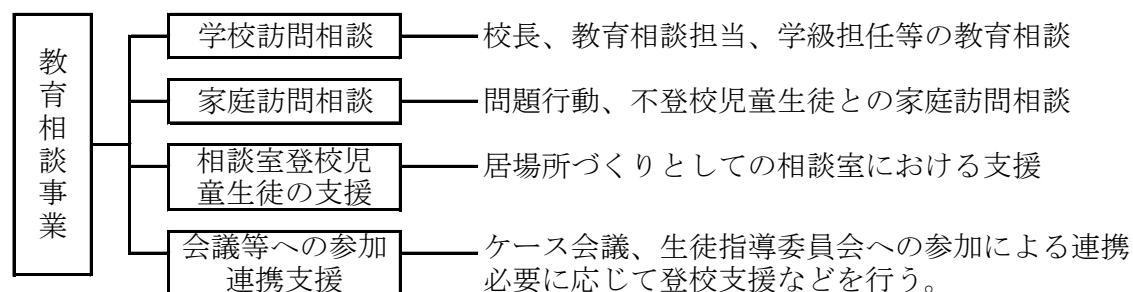 教育相談事業
学校訪問相談
校長、教育相談担当、学級担任等の教育相談
家庭訪問相談
問題行動、不登校児童生徒との家庭訪問相談
相談室登校児
童生徒の支援
居場所づくりとしての相談室における支援
会議等への参加
連携支援
ケース会議、生徒指導委員会への参加による連携
必要に応じて登校支援などを行う。